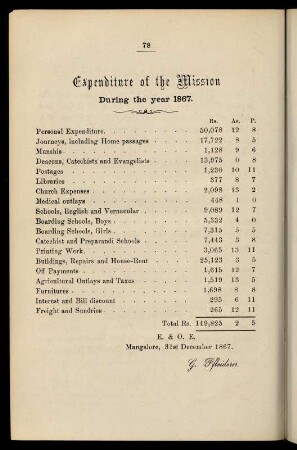 78
Expenditure of the Mission
During the year 1867.
Rs. As. P.
Personal Expenditure. 50,078 12 8
Journeys, including Home passages 17,722 8 5
Munshis 1,128 9 6
Deacons, Catechists and Evangelists 13,975 0 8
Postages 1,230 10 11
Libraries 377 8 7
Church Expenses 2,098 13 2
Medical outlays 448 1 0
Schools, English and Vernacular 9,089 12 7
Boarding Schools, Boys 5,332 4 0
Boarding Schools, Girls 7,315 5 5
Catechist and Preparandi Schools 7,443 3 8
Printing Work 3,065 13 11
Buildings, Repairs and House-Rent 25,123 3 5
Off Payments 1,615 12 7
Agricultural Outlays and Taxes 1,519 13 5
Furnitures 1,698 8 8
Interest and Bill discount 295 6 11
Freight and Sundries 265 12 11
Total Rs. 149,825 2 5
E. & O. E.
Mangalore, 31st December 1867.
G. Pfleiderer.